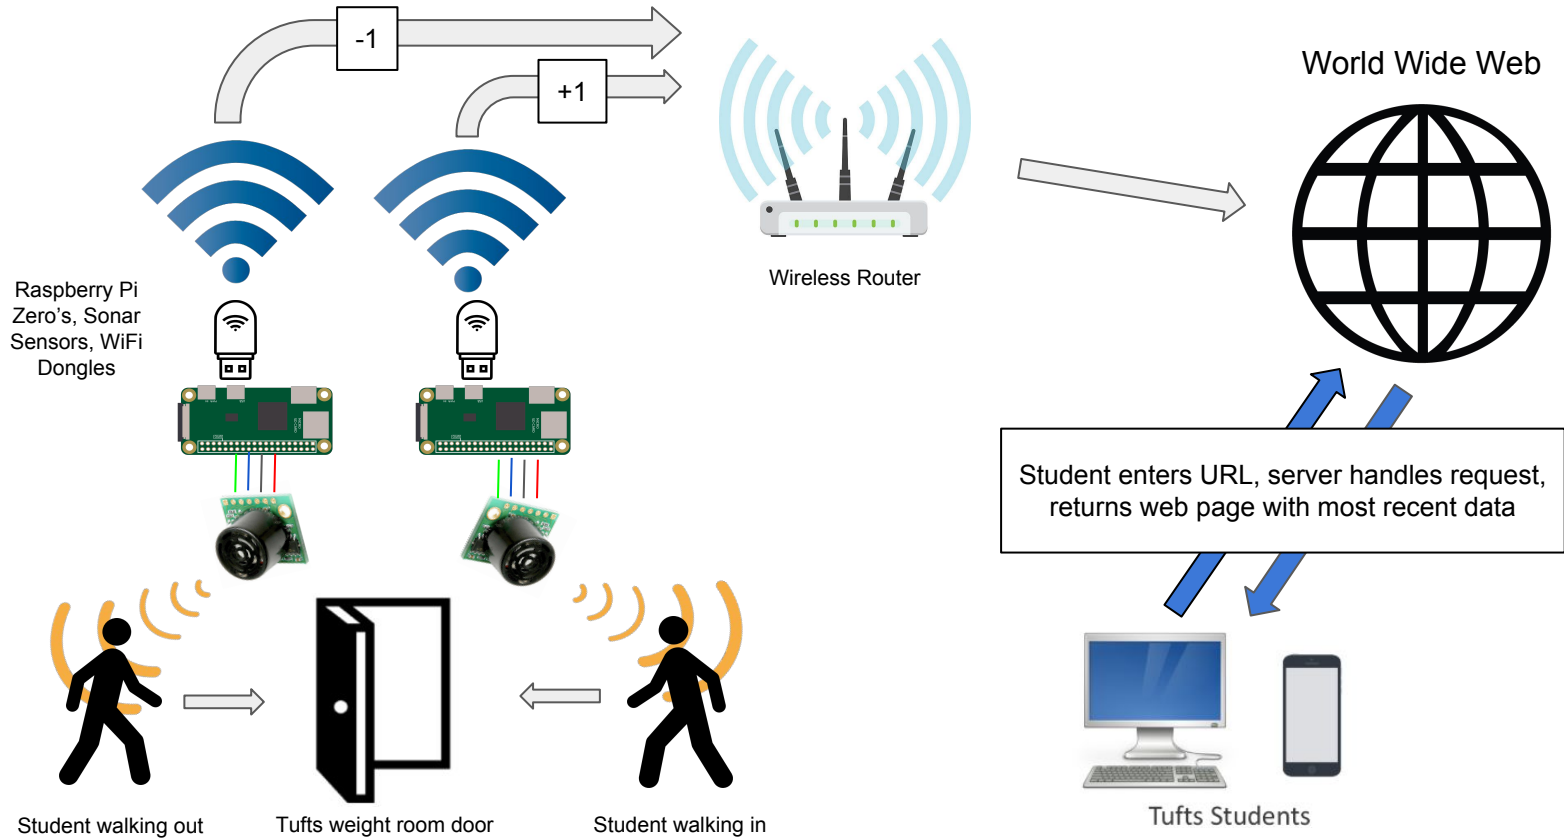 -1
+1
World Wide Web
Wireless Router
Raspberry Pi
Zero's, Sonar
Sensors, WiFi
Dongles
Student enters URL, server handles request,
returns web page with most recent data
Student walking out
Tufts weight room door
Student walking in
Tufts Students